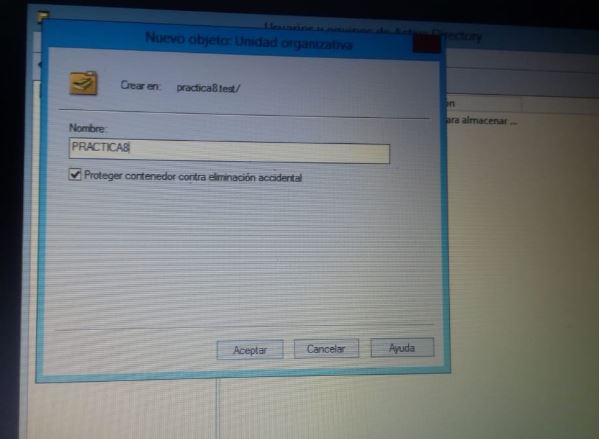 Usuarios y equipos de Active Directory
Nuevo objeto: Unidad organizativa
Crear en: practica8.test/
Nombre:
PRACTICA8
Proteger contenedor contra eliminación accidental
Aceptar Cancelar Ayuda
ón
ara almacenar ...